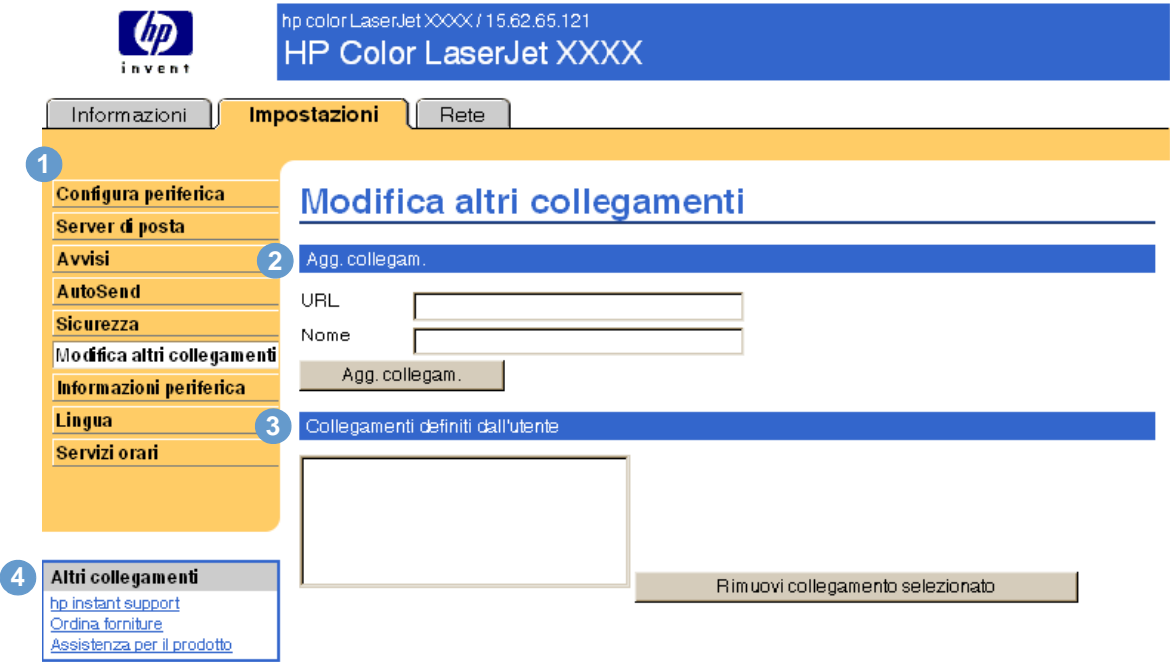 hp
invent
hp color LaserJet XXXX / 15.62.65.121
HP Color LaserJet XXXX
Informazioni
Impostazioni
Rete
1
Configura periferica
Server di posta
Avvisi
AutoSend
Sicurezza
Modifica altri collegamenti
Informazioni periferica
Lingua
Servizi orari
Modifica altri collegamenti
2
Agg. collegam.
URL
Nome
Agg. collegam.
3
Collegamenti definiti dall'utente
Rimuovi collegamento selezionato
4
Altri collegamenti
hp instant support
Ordina forniture
Assistenza per il prodotto